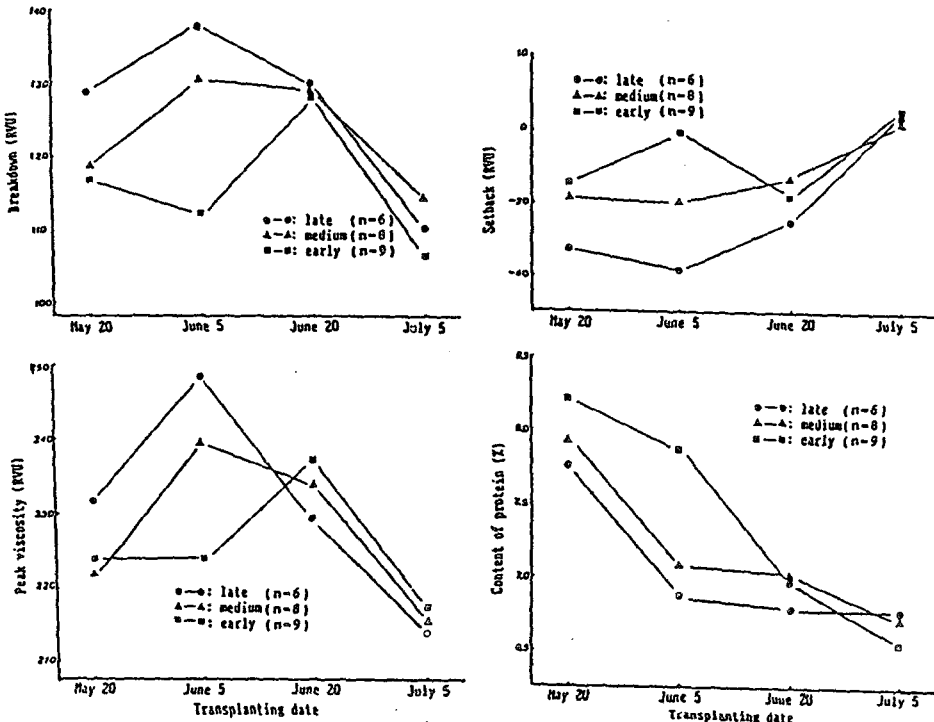 Breakdown (RVU)
140
130
120
110
100
late (n-6)
medium(n-8)
early (n-9)
May 20 June 5 June 20 July 5
Setback (RVU)
0
-20
late (n-6)
medium(n-8)
early (n-9)
May 20 June 5 June 20 July 5
Peak viscosity (RVU)
240
230
220
210
late (n-6)
medium(n-8)
early (n-9)
May 20 June 5 June 20 July 5
Transplanting date
Content of protein (%)
late (n-6)
medium(n-8)
early (n-9)
May 20 June 5 June 20 July 5
Transplanting date